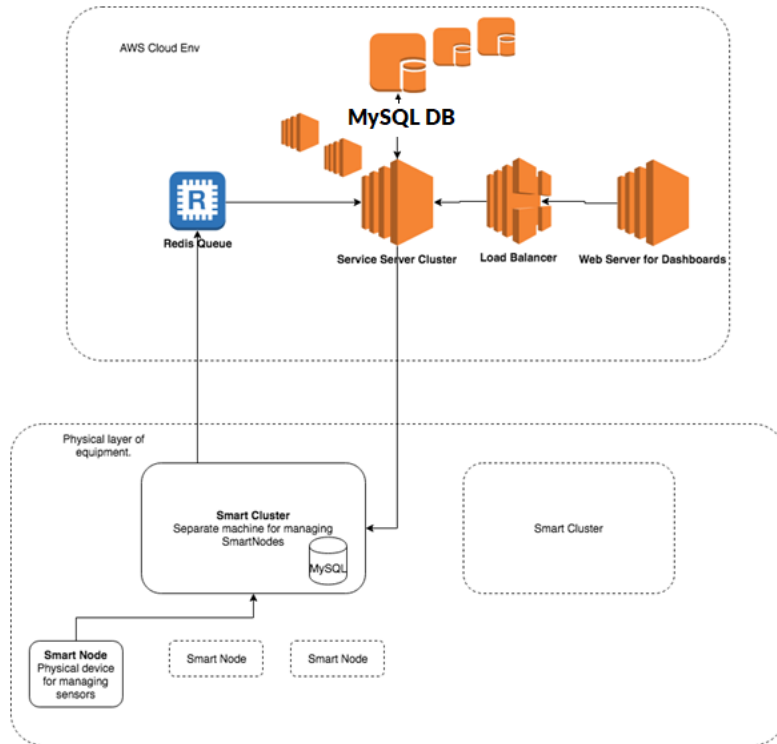 AWS Cloud Env
MySQL DB
R
Redis Queue
Service Server Cluster
Load Balancer
Web Server for Dashboards
Physical layer of
equipment.
Smart Cluster
Separate machine for managing
SmartNodes
MySQL
Smart Cluster
Smart Node
Physical device
for managing
sensors
Smart Node
Smart Node